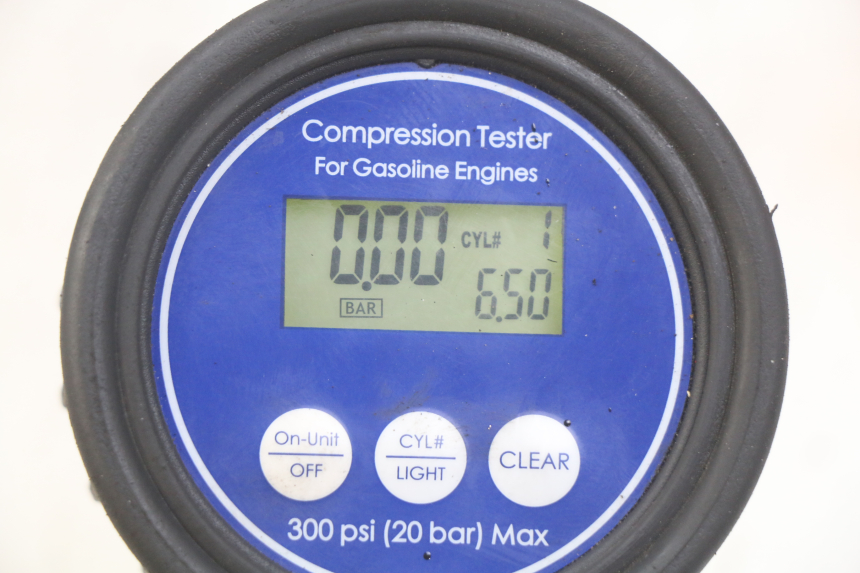 Compression Tester
For Gasoline Engines
0.00 CYL# 1
BAR 6.50
On-Unit CYL# CLEAR
OFF LIGHT
300 psi (20 bar) Max